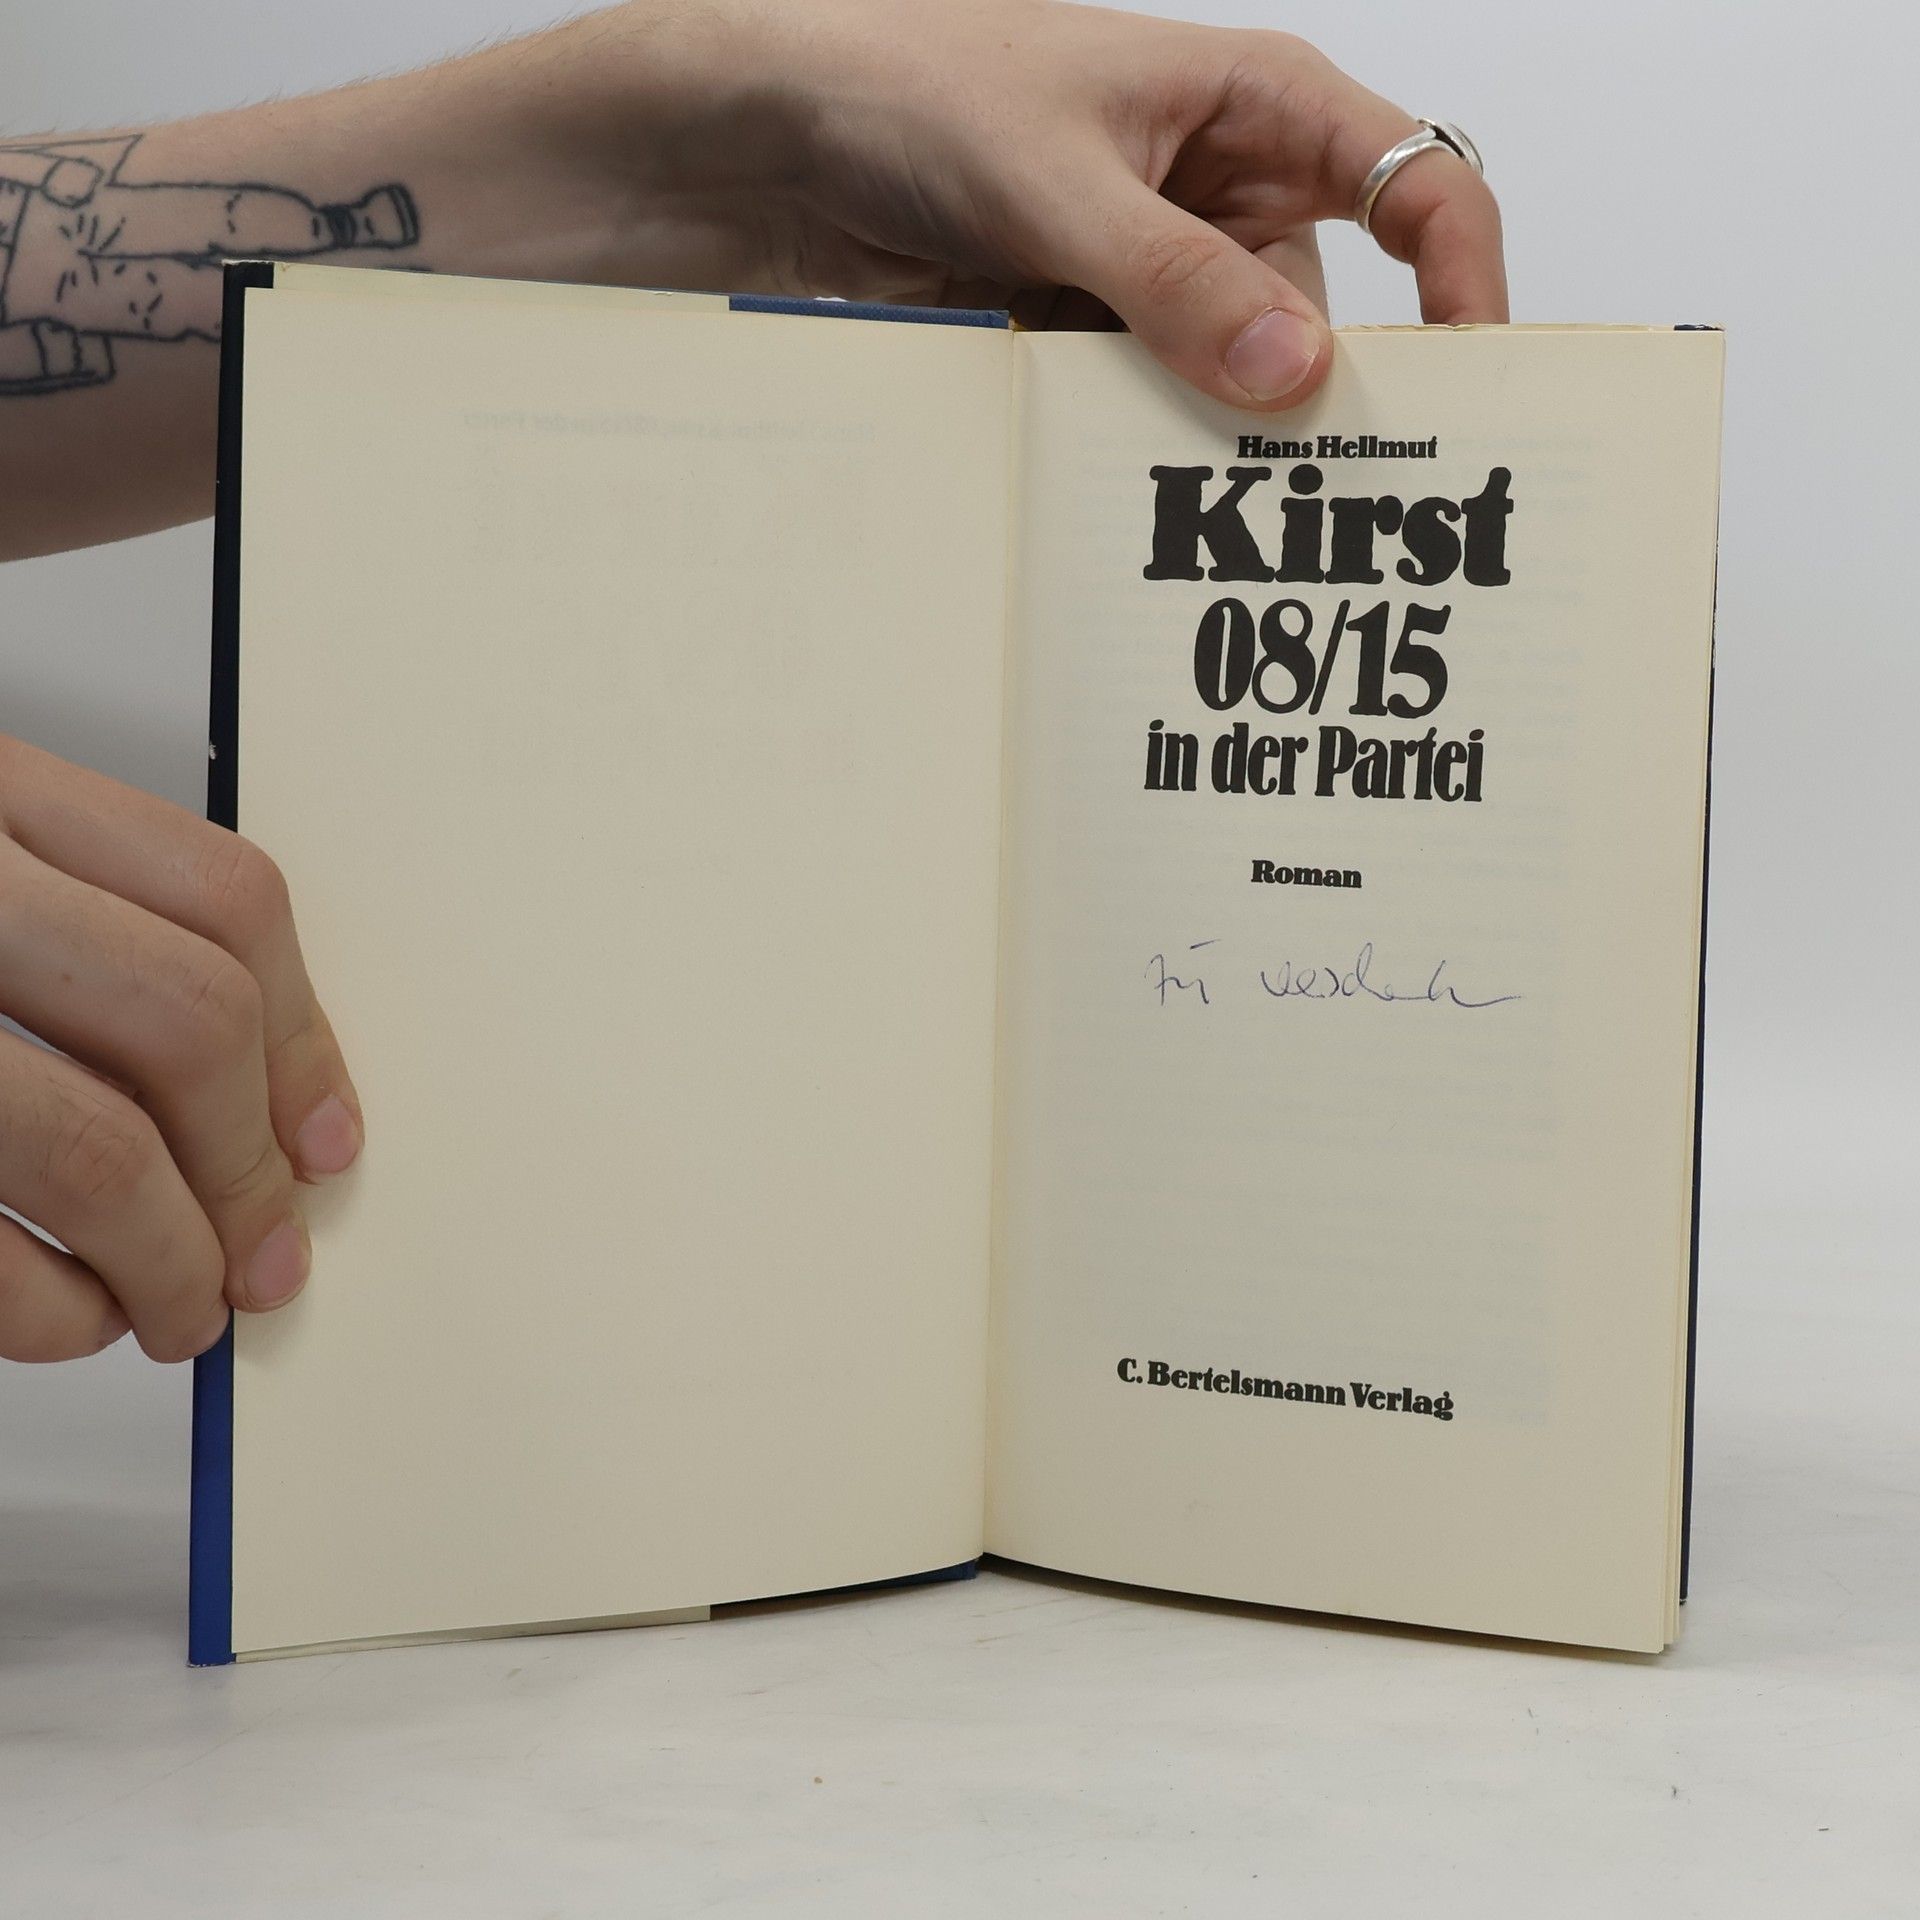 Hans Hellmut
Kirst
08/15
in der Partei
Roman
C. Bertelsmann Verlag